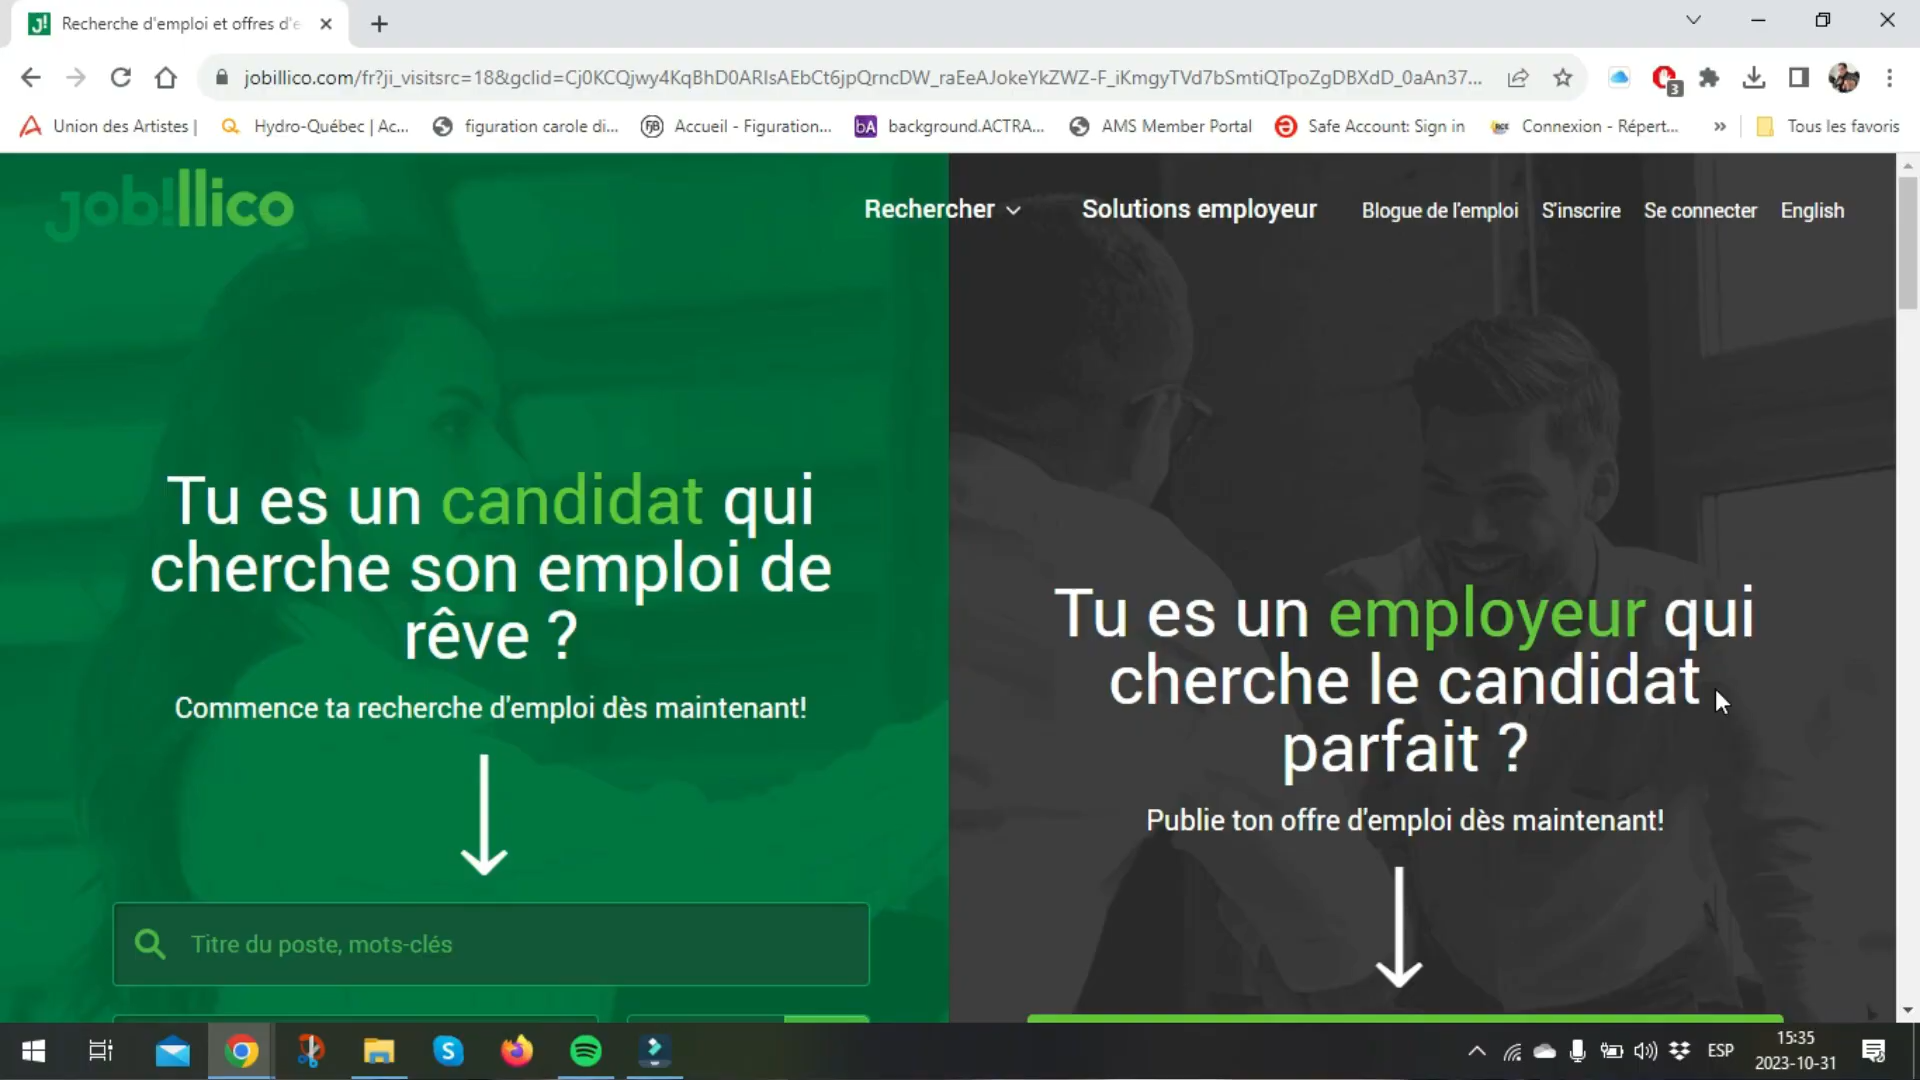 Recherche d'emploi et offres d'e
jobillico.com/fr?ji_visitsrc=18&gclid=Cj0KCQjwy4KqBhD0ARIsAEbCt6jpQrncDW_raEeAJokeYkZWZ-F_iKmgyTVd7bSmtiQTpoZgDBXdD_0aAn37...
3
Union des Artistes |
Hydro-Québec | Ac...
figuration carole di...
Accueil - Figuration...
background.ACTRA...
AMS Member Portal
Safe Account: Sign in
Connexion - Répert...
»
Tous les favoris
job!llico
Rechercher
Solutions employeur
Blogue de l'emploi
S'inscrire
Se connecter
English
Tu es un candidat qui
cherche son emploi de
rêve ?
Commence ta recherche d'emploi dès maintenant!
Titre du poste, mots-clés
Tu es un employeur qui
cherche le candidat
parfait ?
Publie ton offre d'emploi dès maintenant!
ESP
15:35
2023-10-31